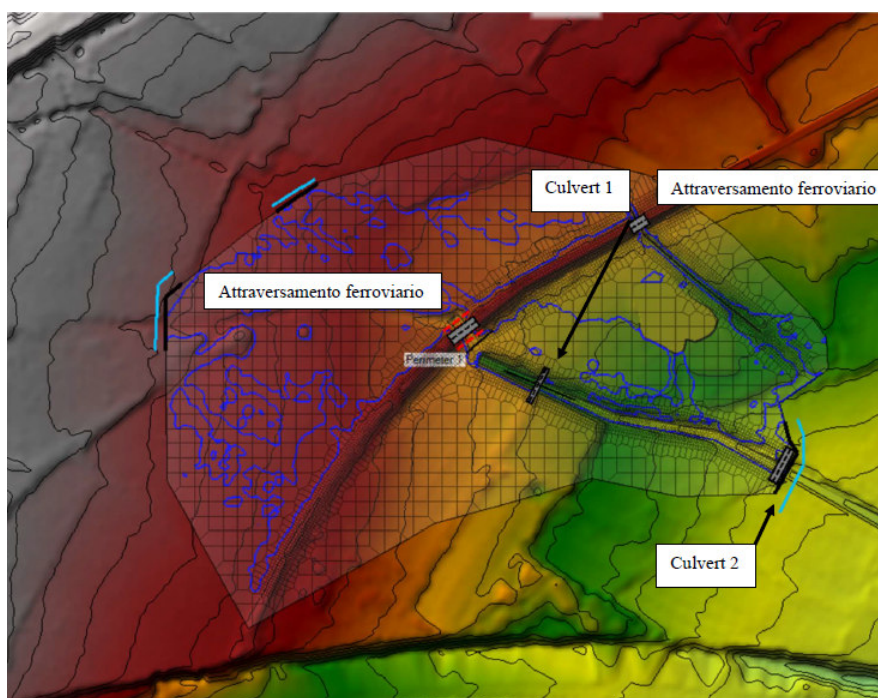 Culvert 1
Attraversamento ferroviario
Attraversamento ferroviario
Perimeter 1
Culvert 2